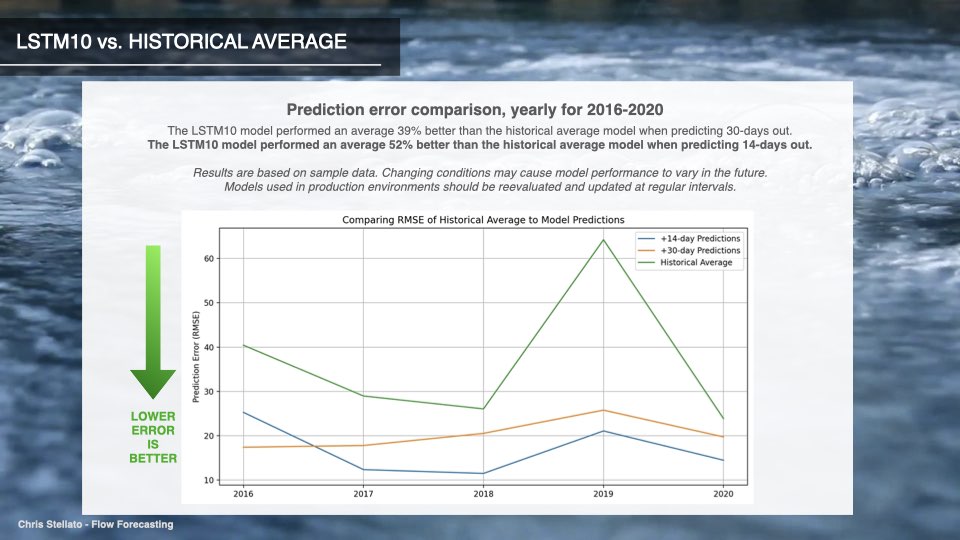 LSTM10 vs. HISTORICAL AVERAGE
Prediction error comparison, yearly for 2016-2020
The LSTM10 model performed an average 39% better than the historical average model when predicting 30-days out.
The LSTM10 model performed an average 52% better than the historical average model when predicting 14-days out.
Results are based on sample data. Changing conditions may cause model performance to vary in the future.
Models used in production environments should be reevaluated and updated at regular intervals.
Comparing RMSE of Historical Average to Model Predictions
+14-day Predictions
+30-day Predictions
Historical Average
Prediction Error (RMSE)
60
50
40
30
20
10
2016 2017 2018 2019 2020
LOWER
ERROR
IS
BETTER
Chris Stellato - Flow Forecasting